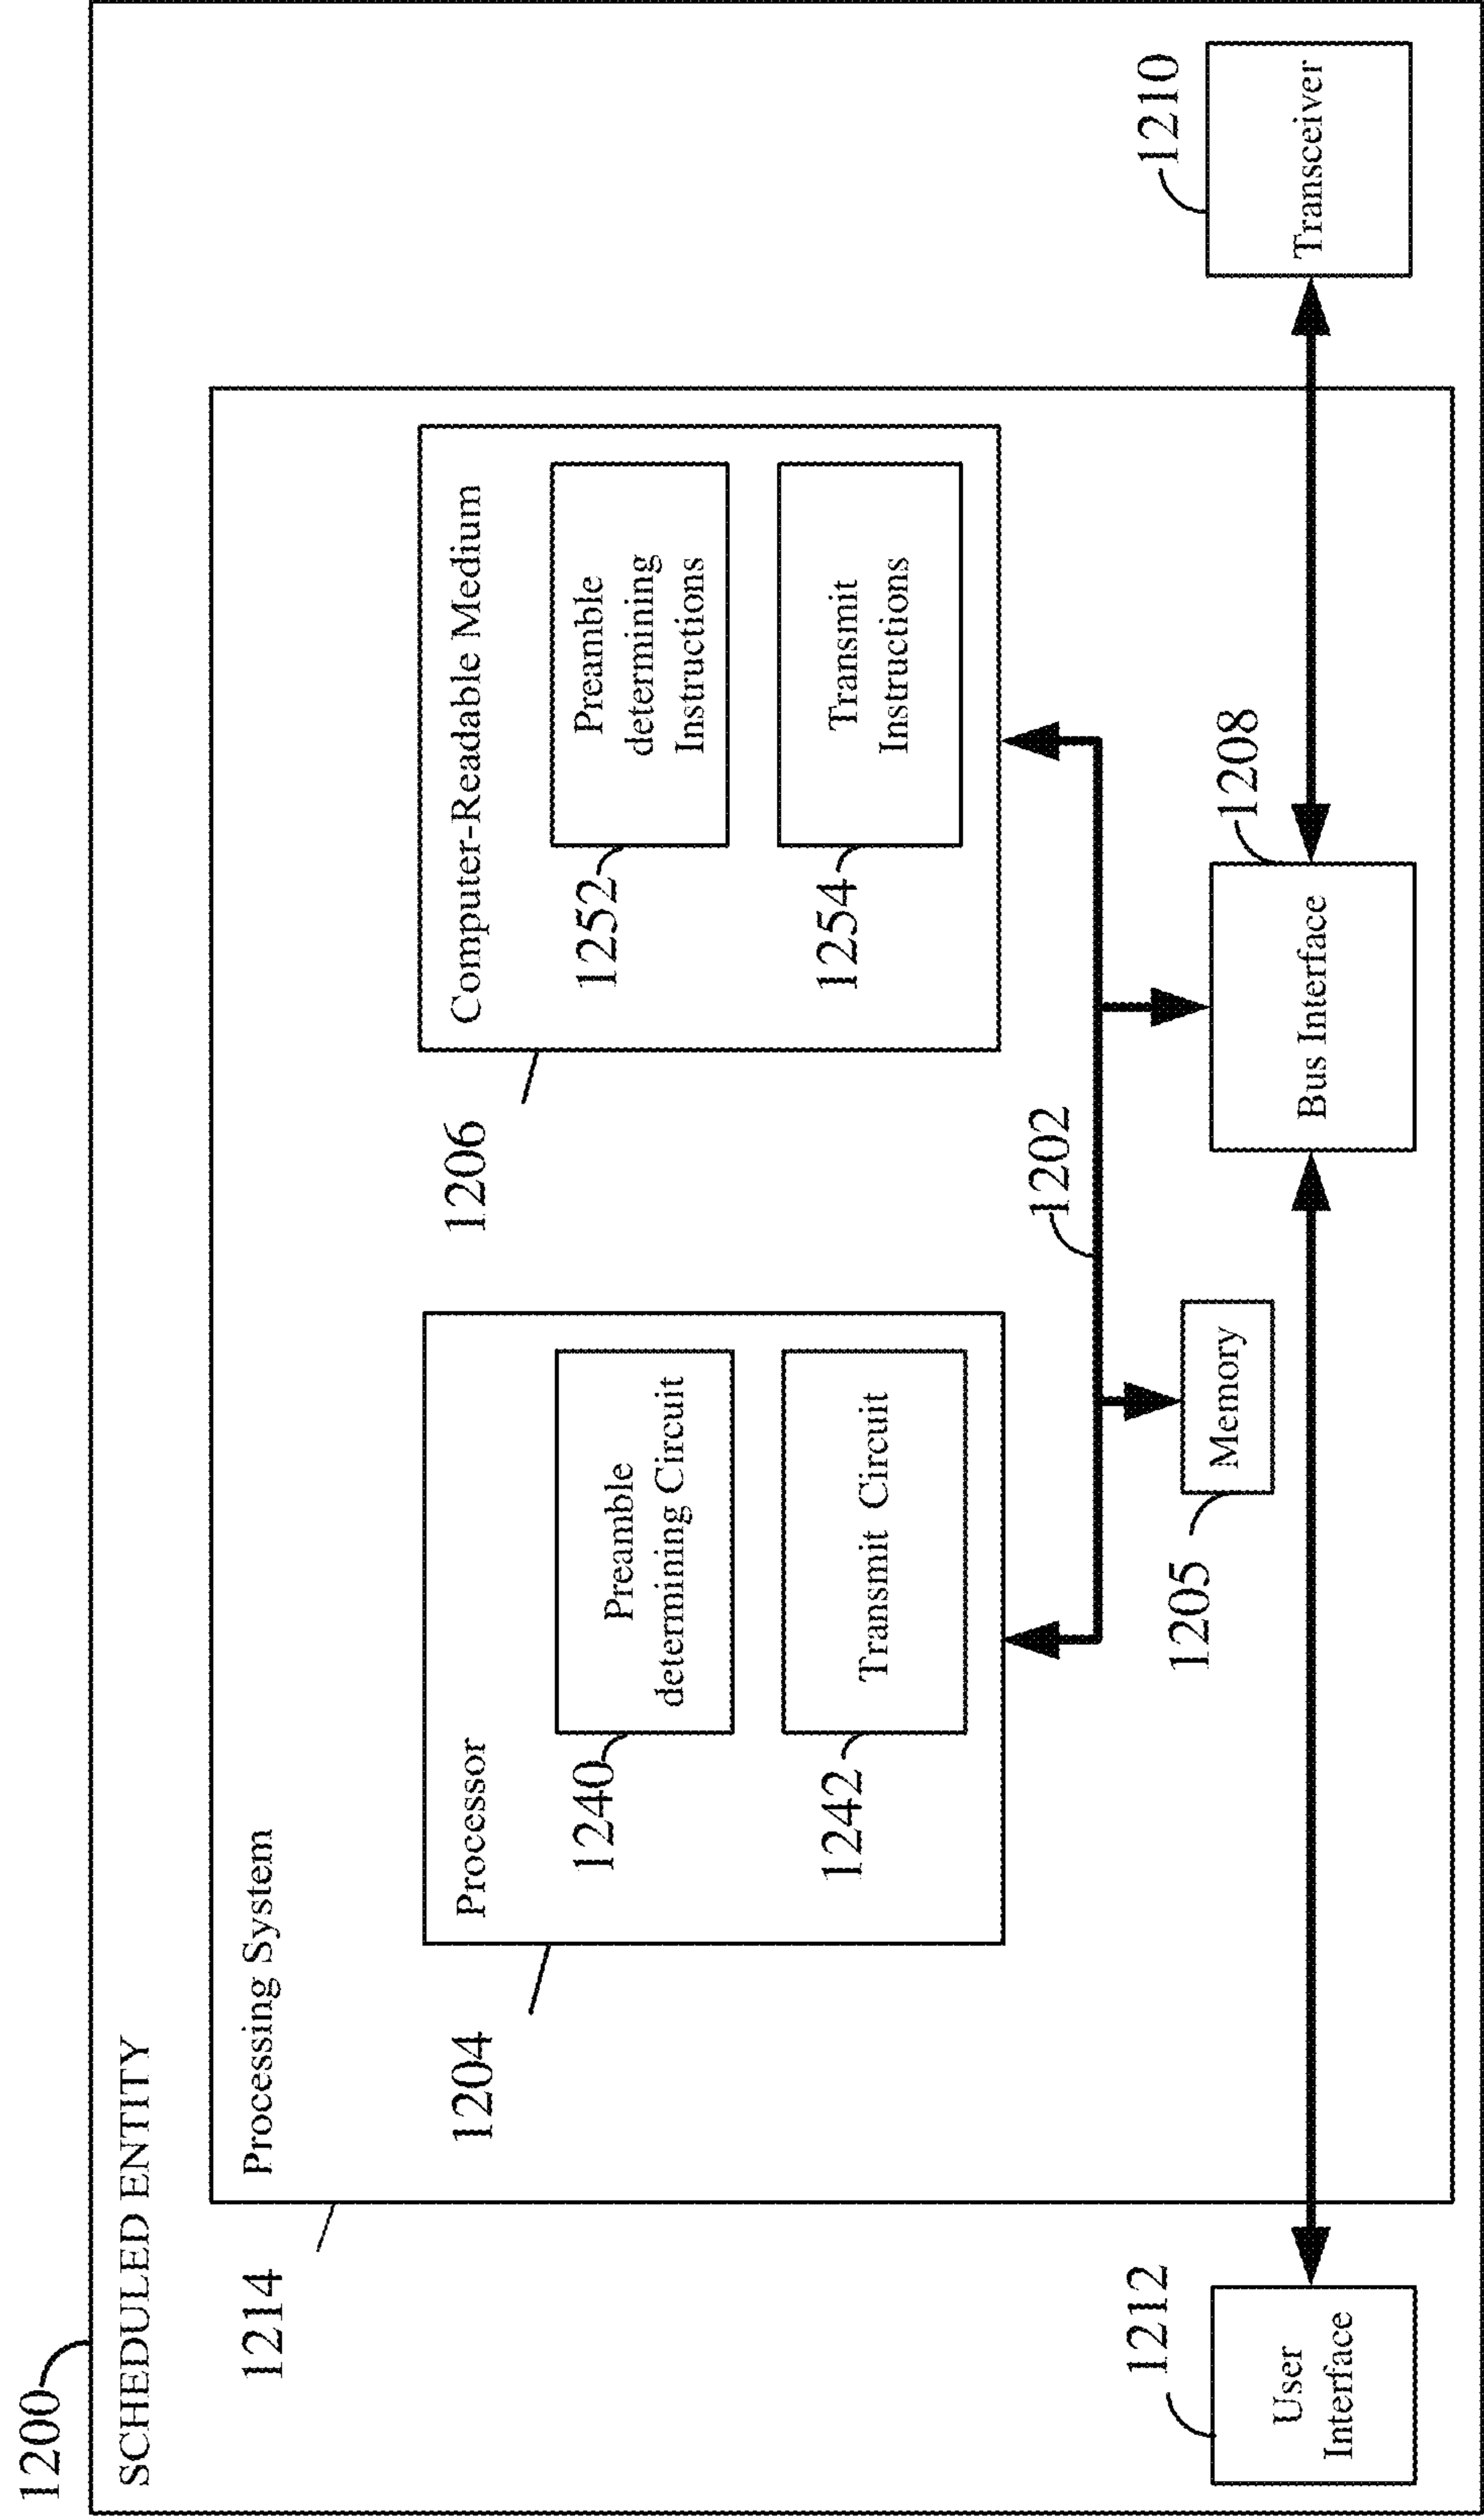 1200
SCHEDULED ENTITY
1214
Processing System
1204
Processor
1240
Preamble
determining Circuit
1242
Transmit Circuit
1206
Computer-Readable Medium
1252
Preamble
determining
Instructions
1254
Transmit
Instructions
1202
1205
Memory
1208
Bus Interface
1212
User
Interface
1210
Transceiver